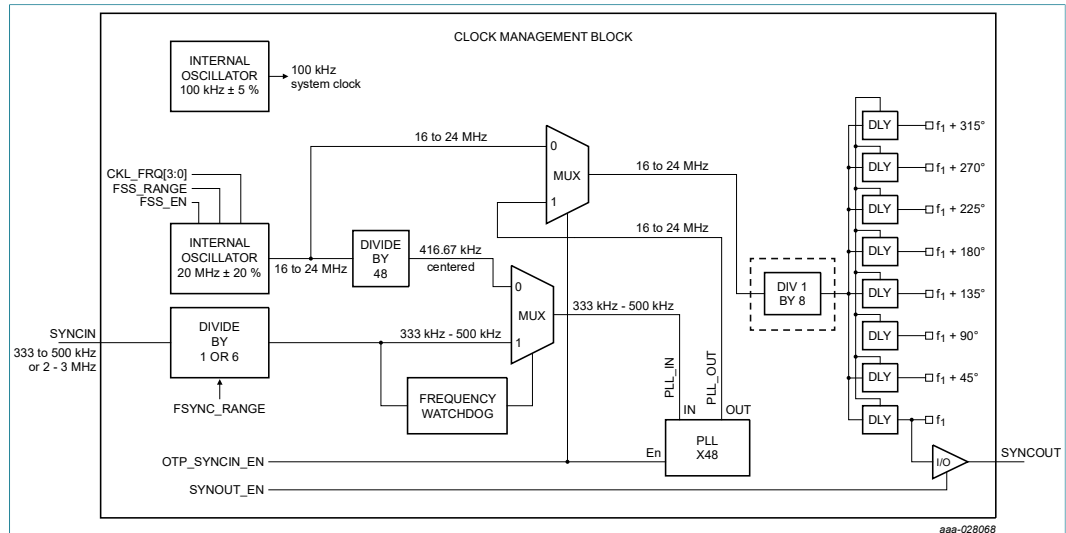 CLOCK MANAGEMENT BLOCK
INTERNAL
OSCILLATOR
100 kHz ± 5 %
100 kHz
system clock
CKL_FRQ[3:0]
FSS_RANGE
FSS_EN
INTERNAL
OSCILLATOR
20 MHz ± 20 %
16 to 24 MHz
DIVIDE
BY
48
416.67 kHz
centered
16 to 24 MHz
0
MUX
1
16 to 24 MHz
16 to 24 MHz
0
MUX
1
333 kHz - 500 kHz
SYNCIN
333 to 500 kHz
or 2 - 3 MHz
DIVIDE
BY
1 OR 6
FSYNC_RANGE
333 kHz - 500 kHz
FREQUENCY
WATCHDOG
PLL_IN
PLL_OUT
IN
OUT
En
PLL
X48
OTP_SYNCIN_EN
SYNOUT_EN
DIV 1
BY 8
DLY
f1 + 315°
DLY
f1 + 270°
DLY
f1 + 225°
DLY
f1 + 180°
DLY
f1 + 135°
DLY
f1 + 90°
DLY
f1 + 45°
DLY
f1
I/O
SYNCOUT
aaa-028068